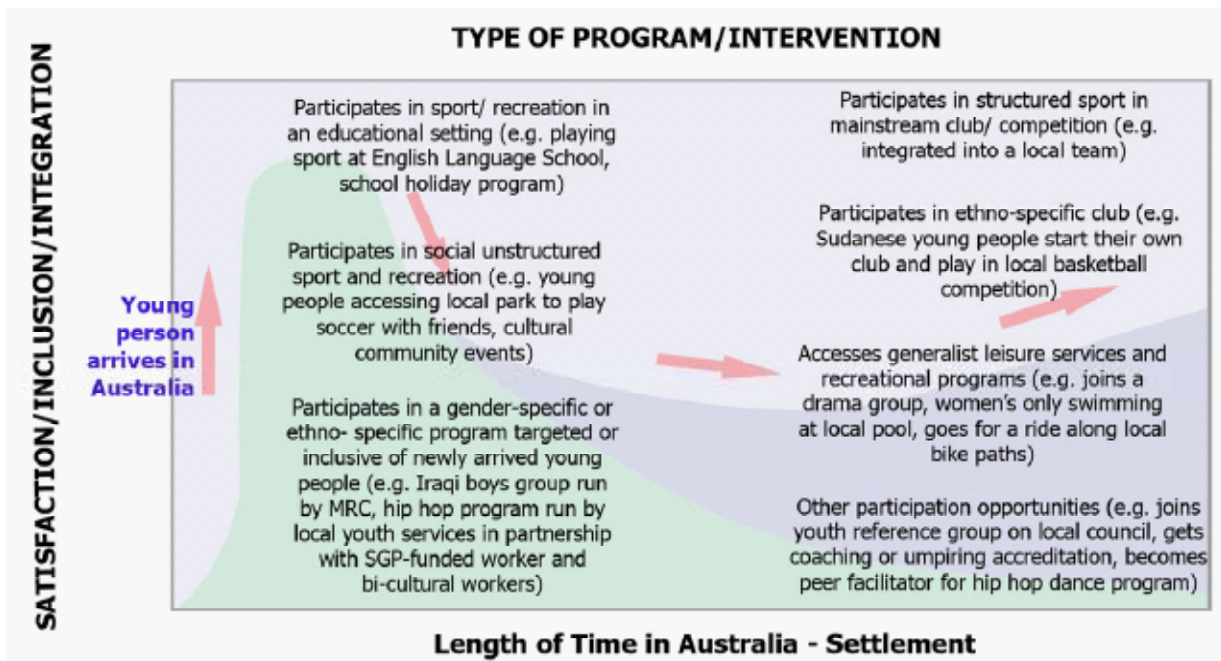 TYPE OF PROGRAM/INTERVENTION
SATISFACTION/INCLUSION/INTEGRATION
Young
person
arrives in
Australia
Participates in sport/ recreation in
an educational setting (e.g. playing
sport at English Language School,
school holiday program)
Participates in social unstructured
sport and recreation (e.g. young
people accessing local park to play
soccer with friends, cultural
community events)
Participates in a gender-specific or
ethno- specific program targeted or
inclusive of newly arrived young
people (e.g. Iraqi boys group run
by MRC, hip hop program run by
local youth services in partnership
with SGP-funded worker and
bi-cultural workers)
Participates in structured sport in
mainstream club/ competition (e.g.
integrated into a local team)
Participates in ethno-specific club (e.g.
Sudanese young people start their own
club and play in local basketball
competition)
Accesses generalist leisure services and
recreational programs (e.g. joins a
drama group, women's only swimming
at local pool, goes for a ride along local
bike paths)
Other participation opportunities (e.g. joins
youth reference group on local council, gets
coaching or umpiring accreditation, becomes
peer facilitator for hip hop dance program)
Length of Time in Australia - Settlement